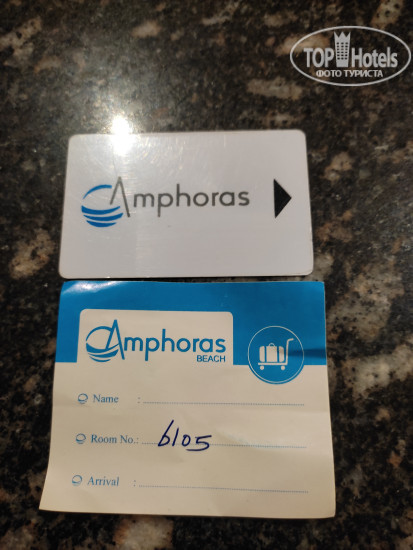 TOP Hotels
ФОТО ТУРИСТА
Amphoras
Amphoras
BEACH
Name :
Room No.: 6105
Arrival :